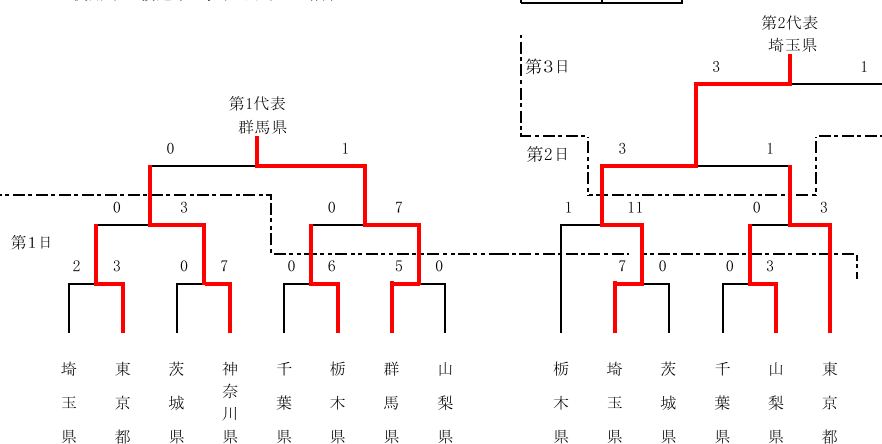 第2代表
埼玉県
第3日
3 1
第1代表
群馬県
0 1
第2日
3 1
0 3 0 7
1 11 0 3
第1日
2 3 0 7 0 6 5 0
7 0 0 3
埼玉県
東京都
茨城県
神奈川県
千葉県
栃木県
群馬県
山梨県
栃木県
埼玉県
茨城県
千葉県
山梨県
東京都